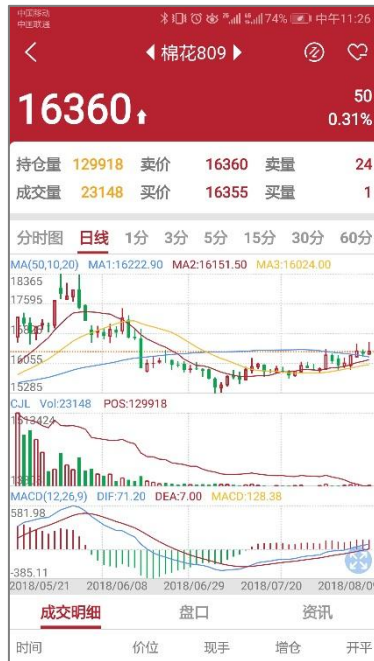 中国移动
中国联通
74% 中午11:26
棉花809
16360
50
0.31%
持仓量 129918 卖价 16360 卖量 24
成交量 23148 买价 16355 买量 1
分时图 日线 1分 3分 5分 15分 30分 60分
MA(50,10,20) MA1:16222.90 MA2:16151.50 MA3:16024.00
18365
17595
16055
15285
CJL Vol:23148 POS:129918
1513424
MACD(12,26,9) DIF:71.20 DEA:7.00 MACD:128.38
581.98
-385.11
2018/05/21 2018/06/08 2018/06/29 2018/07/20 2018/08/09
成交明细 盘口 资讯
时间 价位 现手 增仓 开平